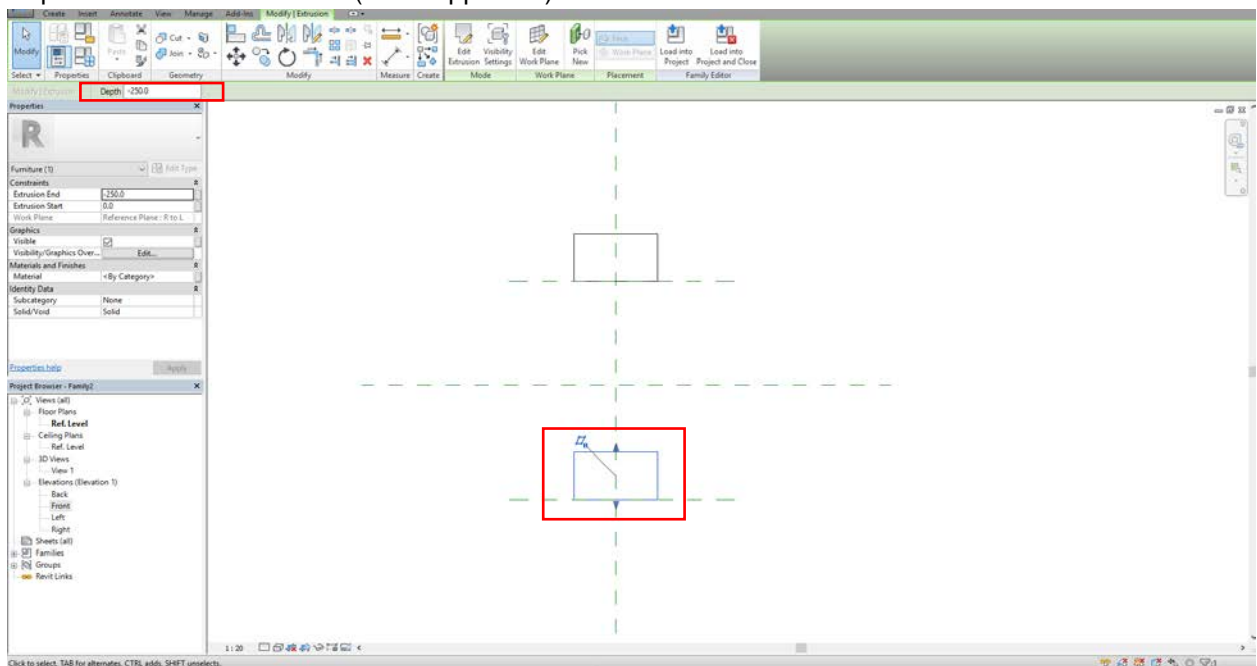 Create Insert Annotate View Manage Add-Ins Modify | Extrusion
Modify
Paste
Cut
Join
Edit Extrusion
Visibility Settings
Edit Work Plane
Pick New
Face
Work Plane
Load into Project
Load into Project and Close
Select Properties Clipboard Geometry Modify Measure Create Mode Work Plane Placement Family Editor
Modify | Extrusion Depth -250.0
Properties
R
Furniture (1) Edit Type
Constraints
Extrusion End -250.0
Extrusion Start 0.0
Work Plane Reference Plane : R to L
Graphics
Visible
Visibility/Graphics Over... Edit...
Materials and Finishes
Material <By Category>
Identity Data
Subcategory None
Solid/Void Solid
Properties help Apply
Project Browser - Family2
Views (all)
Floor Plans
Ref. Level
Ceiling Plans
Ref. Level
3D Views
View 1
Elevations (Elevation 1)
Back
Front
Left
Right
Sheets (all)
Families
Groups
Revit Links
1 : 20
Click to select, TAB for alternates, CTRL adds, SHIFT unselects.